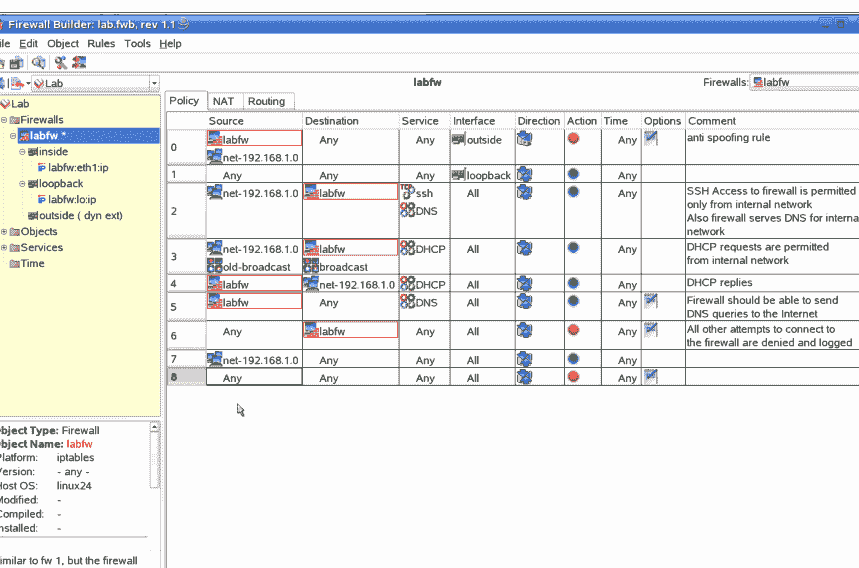 Firewall Builder: lab.fwb, rev 1.1
ile Edit Object Rules Tools Help
Lab
labfw
Firewalls: labfw
Lab
Firewalls
labfw *
inside
labfw:eth1:ip
loopback
labfw:lo:ip
outside ( dyn ext)
Objects
Services
Time
bject Type: Firewall
bject Name: labfw
Platform: iptables
Version: - any -
Host OS: linux24
Modified: -
Compiled: -
nstalled: -
imilar to fw 1, but the firewall
Policy NAT Routing
Source Destination Service Interface Direction Action Time Options Comment
0 labfw Any Any outside Any anti spoofing rule
net-192.168.1.0
1 Any Any Any loopback Any
2 net-192.168.1.0 labfw ssh All Any SSH Access to firewall is permitted
DNS only from internal network
Also firewall serves DNS for interna
network
3 net-192.168.1.0 labfw DHCP All Any DHCP requests are permitted
old-broadcast broadcast from internal network
4 labfw net-192.168.1.0 DHCP All Any DHCP replies
5 labfw Any DNS All Any Firewall should be able to send
DNS queries to the Internet
6 Any labfw Any All Any All other attempts to connect to
the firewall are denied and logged
7 net-192.168.1.0 Any Any All Any
8 Any Any Any All Any